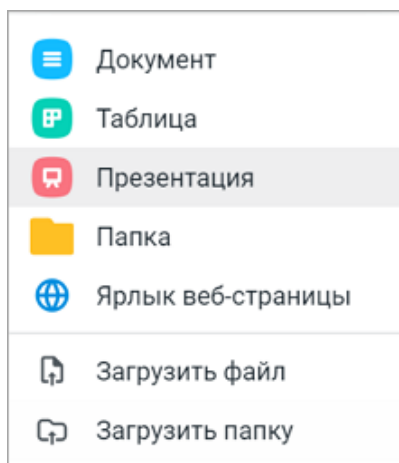 Документ
Таблица
Презентация
Папка
Ярлык веб-страницы
Загрузить файл
Загрузить папку